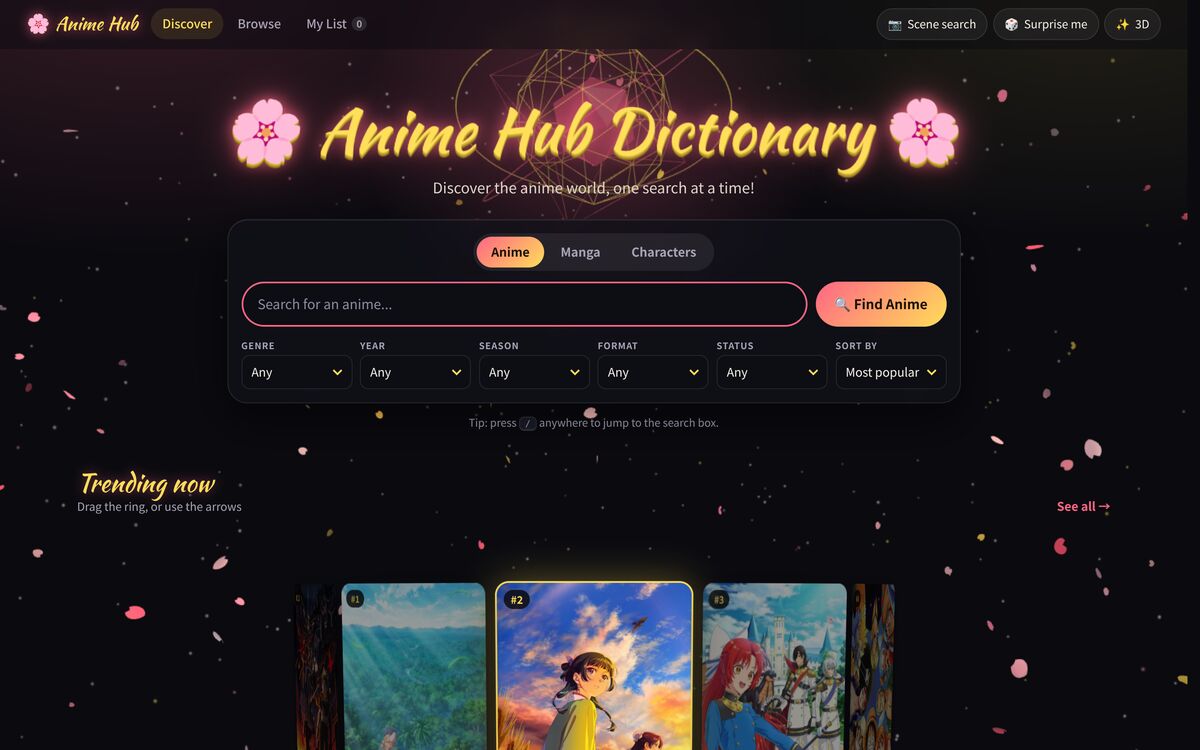 Anime Hub Discover Browse My List 0 Scene search Surprise me 3D
Anime Hub Dictionary
Discover the anime world, one search at a time!
Anime Manga Characters
Search for an anime... Find Anime
GENRE YEAR SEASON FORMAT STATUS SORT BY
Any Any Any Any Any Most popular
Tip: press / anywhere to jump to the search box.
Trending now
Drag the ring, or use the arrows See all →
#1 #2 #3